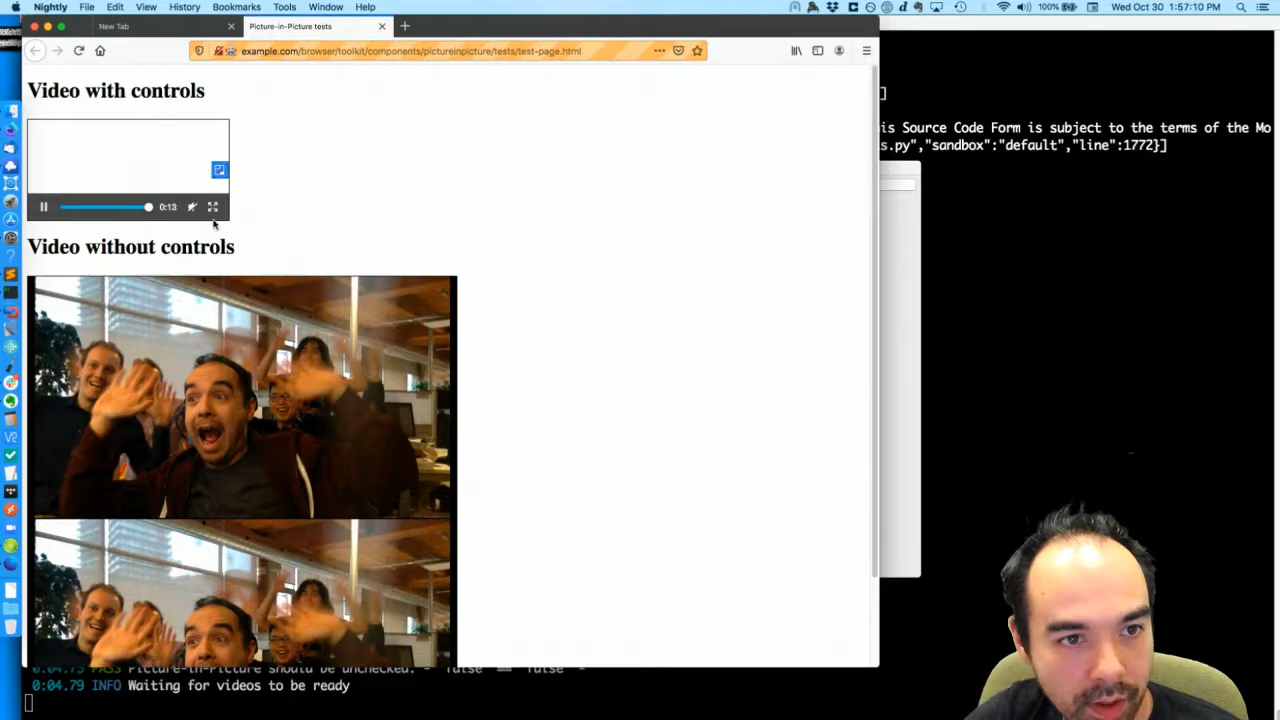 Nightly File Edit View History Bookmarks Tools Window Help 100% Wed Oct 30 1:57:10 PM
New Tab Picture-in-Picture tests
example.com/browser/toolkit/components/pictureinpicture/tests/test-page.html
Video with controls
0:13
Video without controls
]
is Source Code Form is subject to the terms of the Mo
s.py","sandbox":"default","line":1772}]
0:04.79 INFO Waiting for videos to be ready